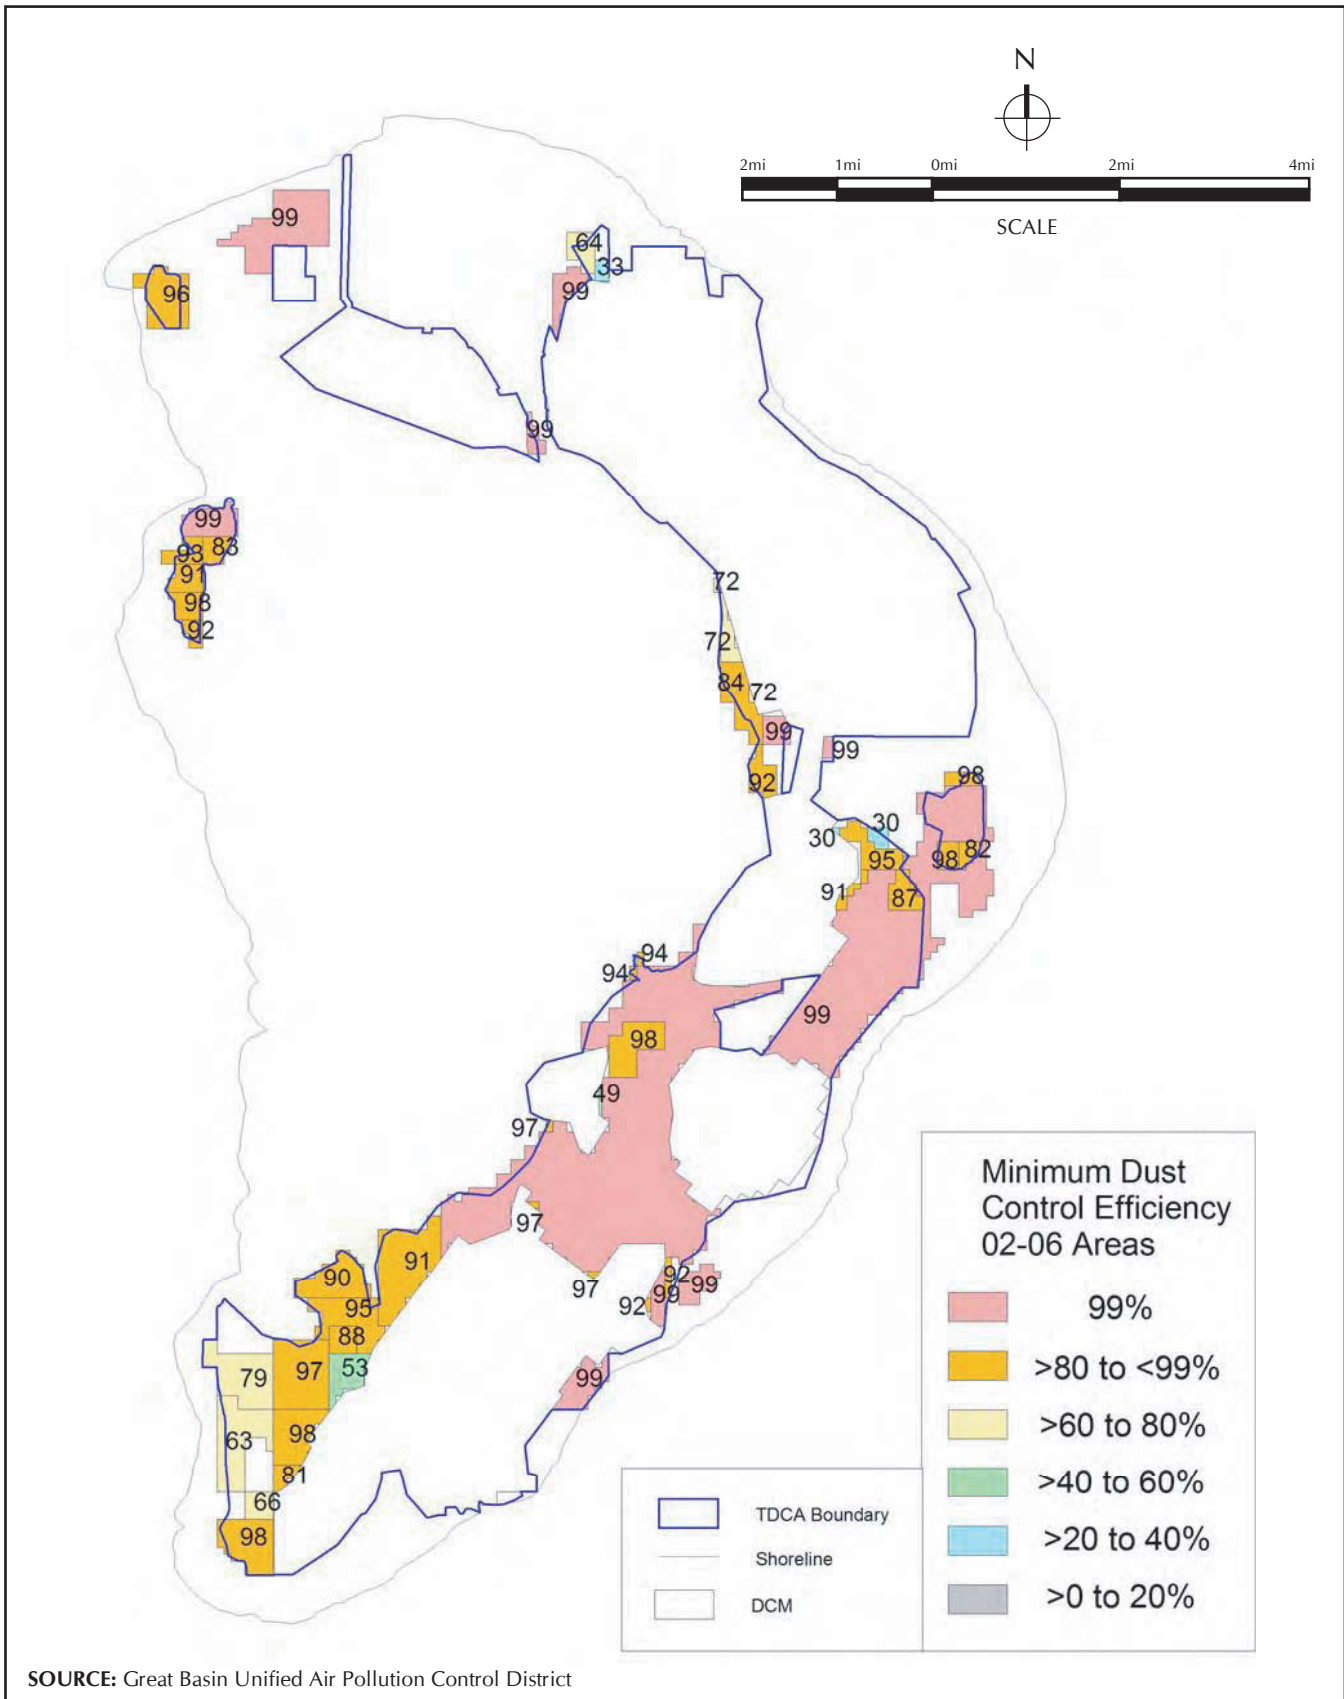 N
2mi 1mi 0mi 2mi 4mi
SCALE
99
64
33
96
99
99
99
93 83
91
98
92
72
72
84 72
99
99
92
98
30
30
95 98 82
91 87
94
94
99
98
49
97
97
91
90 92
97 99 99
95 92
88
53
97
79
99
98
63
81
66
98
Minimum Dust
Control Efficiency
02-06 Areas
99%
>80 to <99%
>60 to 80%
>40 to 60%
>20 to 40%
>0 to 20%
TDCA Boundary
Shoreline
DCM
SOURCE: Great Basin Unified Air Pollution Control District